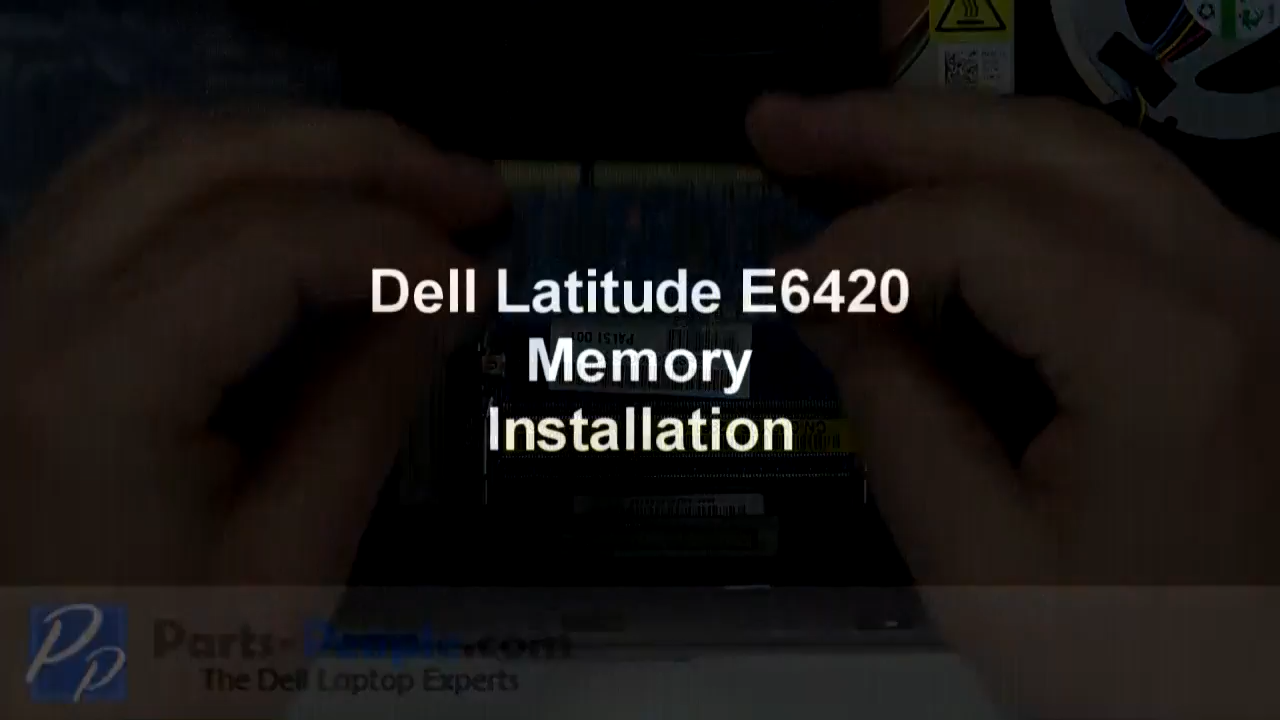 Dell Latitude E6420
Memory
Installation
Parts-People.com
The Dell Laptop Experts